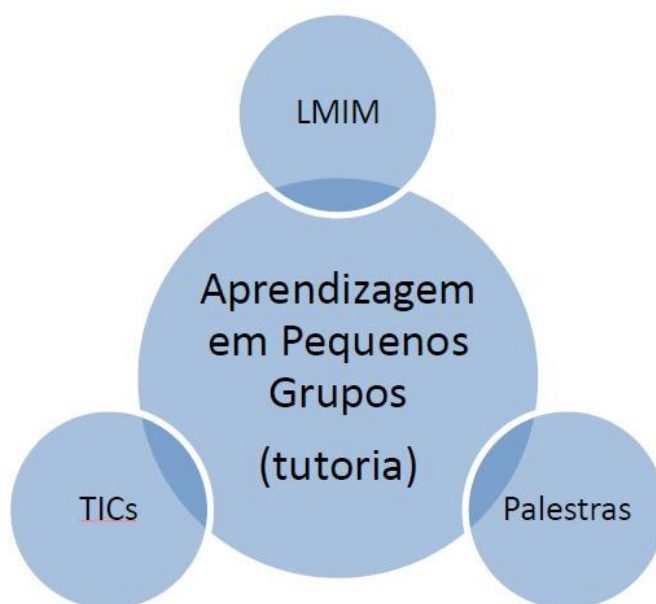 LMIM
Aprendizagem
em Pequenos
Grupos
(tutoria)
TICs
Palestras